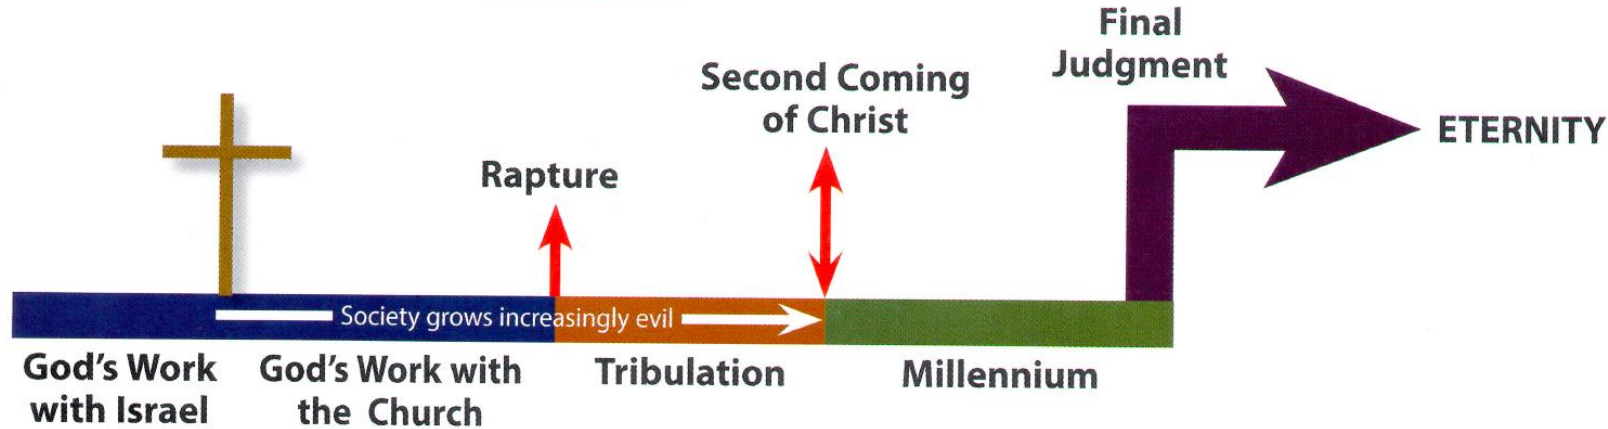 Final
Judgment
Second Coming
of Christ
ETERNITY
Rapture
Society grows increasingly evil
God's Work
with Israel
God's Work with
the Church
Tribulation
Millennium